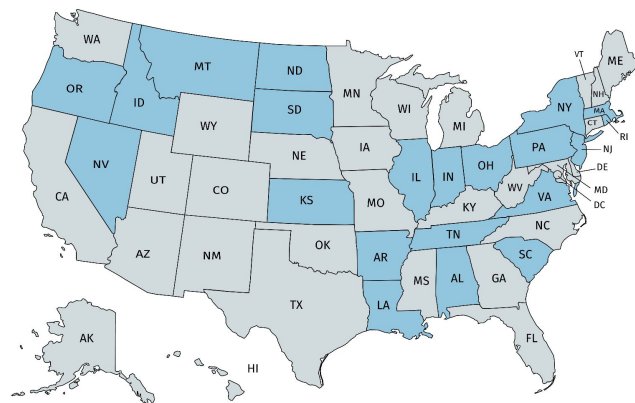 WA
VT
ME
MT
ND
OR
MN
NH
ID
NY
MA
WI
SD
CT
MI
RI
WY
NJ
IA
PA
NE
NV
OH
DE
IL
IN
UT
CO
WV
MD
CA
VA
KS
MO
DC
KY
NC
TN
OK
AZ
NM
AR
SC
MS
AL
GA
TX
LA
AK
FL
HI